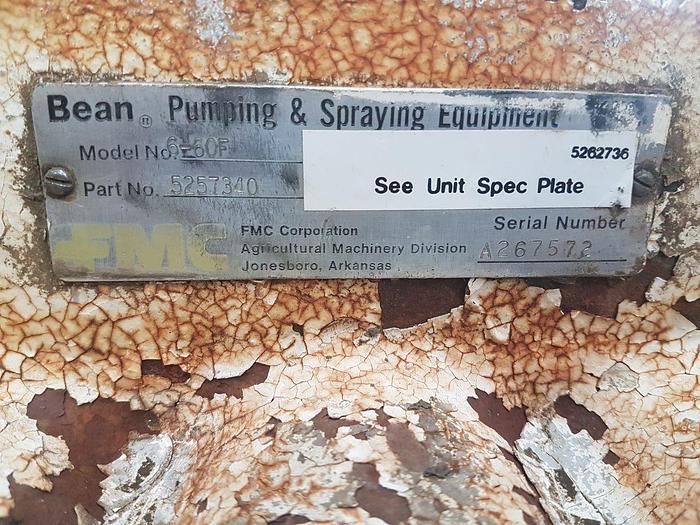 Bean ® Pumping & Spraying Equipment
Model No. 6-60F
5262736
Part No. 5257340
See Unit Spec Plate
FMC
FMC Corporation
Serial Number
Agricultural Machinery Division
A267572
Jonesboro, Arkansas